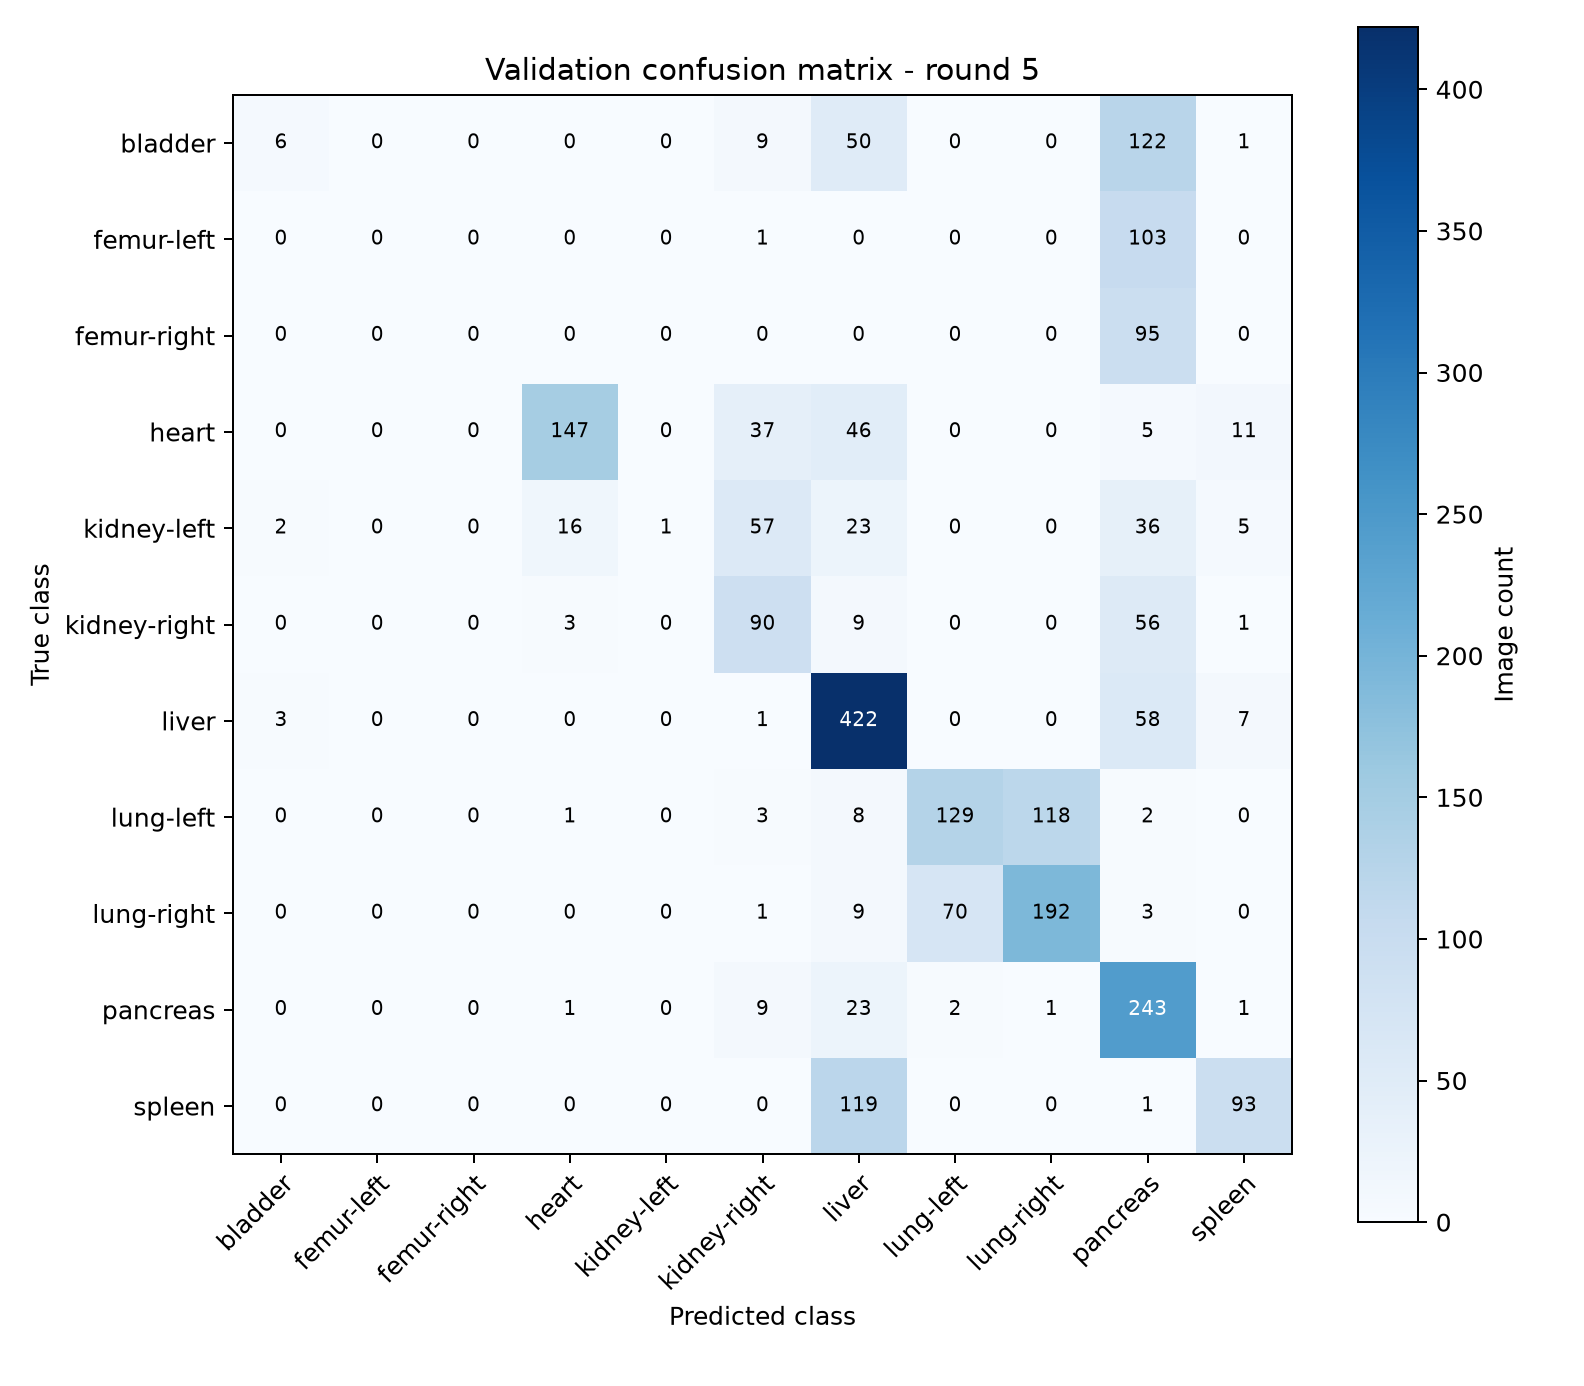 Validation confusion matrix - round 5
True class
bladder 6 0 0 0 0 9 50 0 0 122 1
femur-left 0 0 0 0 0 1 0 0 0 103 0
femur-right 0 0 0 0 0 0 0 0 0 95 0
heart 0 0 0 147 0 37 46 0 0 5 11
kidney-left 2 0 0 16 1 57 23 0 0 36 5
kidney-right 0 0 0 3 0 90 9 0 0 56 1
liver 3 0 0 0 0 1 422 0 0 58 7
lung-left 0 0 0 1 0 3 8 129 118 2 0
lung-right 0 0 0 0 0 1 9 70 192 3 0
pancreas 0 0 0 1 0 9 23 2 1 243 1
spleen 0 0 0 0 0 0 119 0 0 1 93
bladder femur-left femur-right heart kidney-left kidney-right liver lung-left lung-right pancreas spleen
Predicted class
400
350
300
250
200
150
100
50
0
Image count